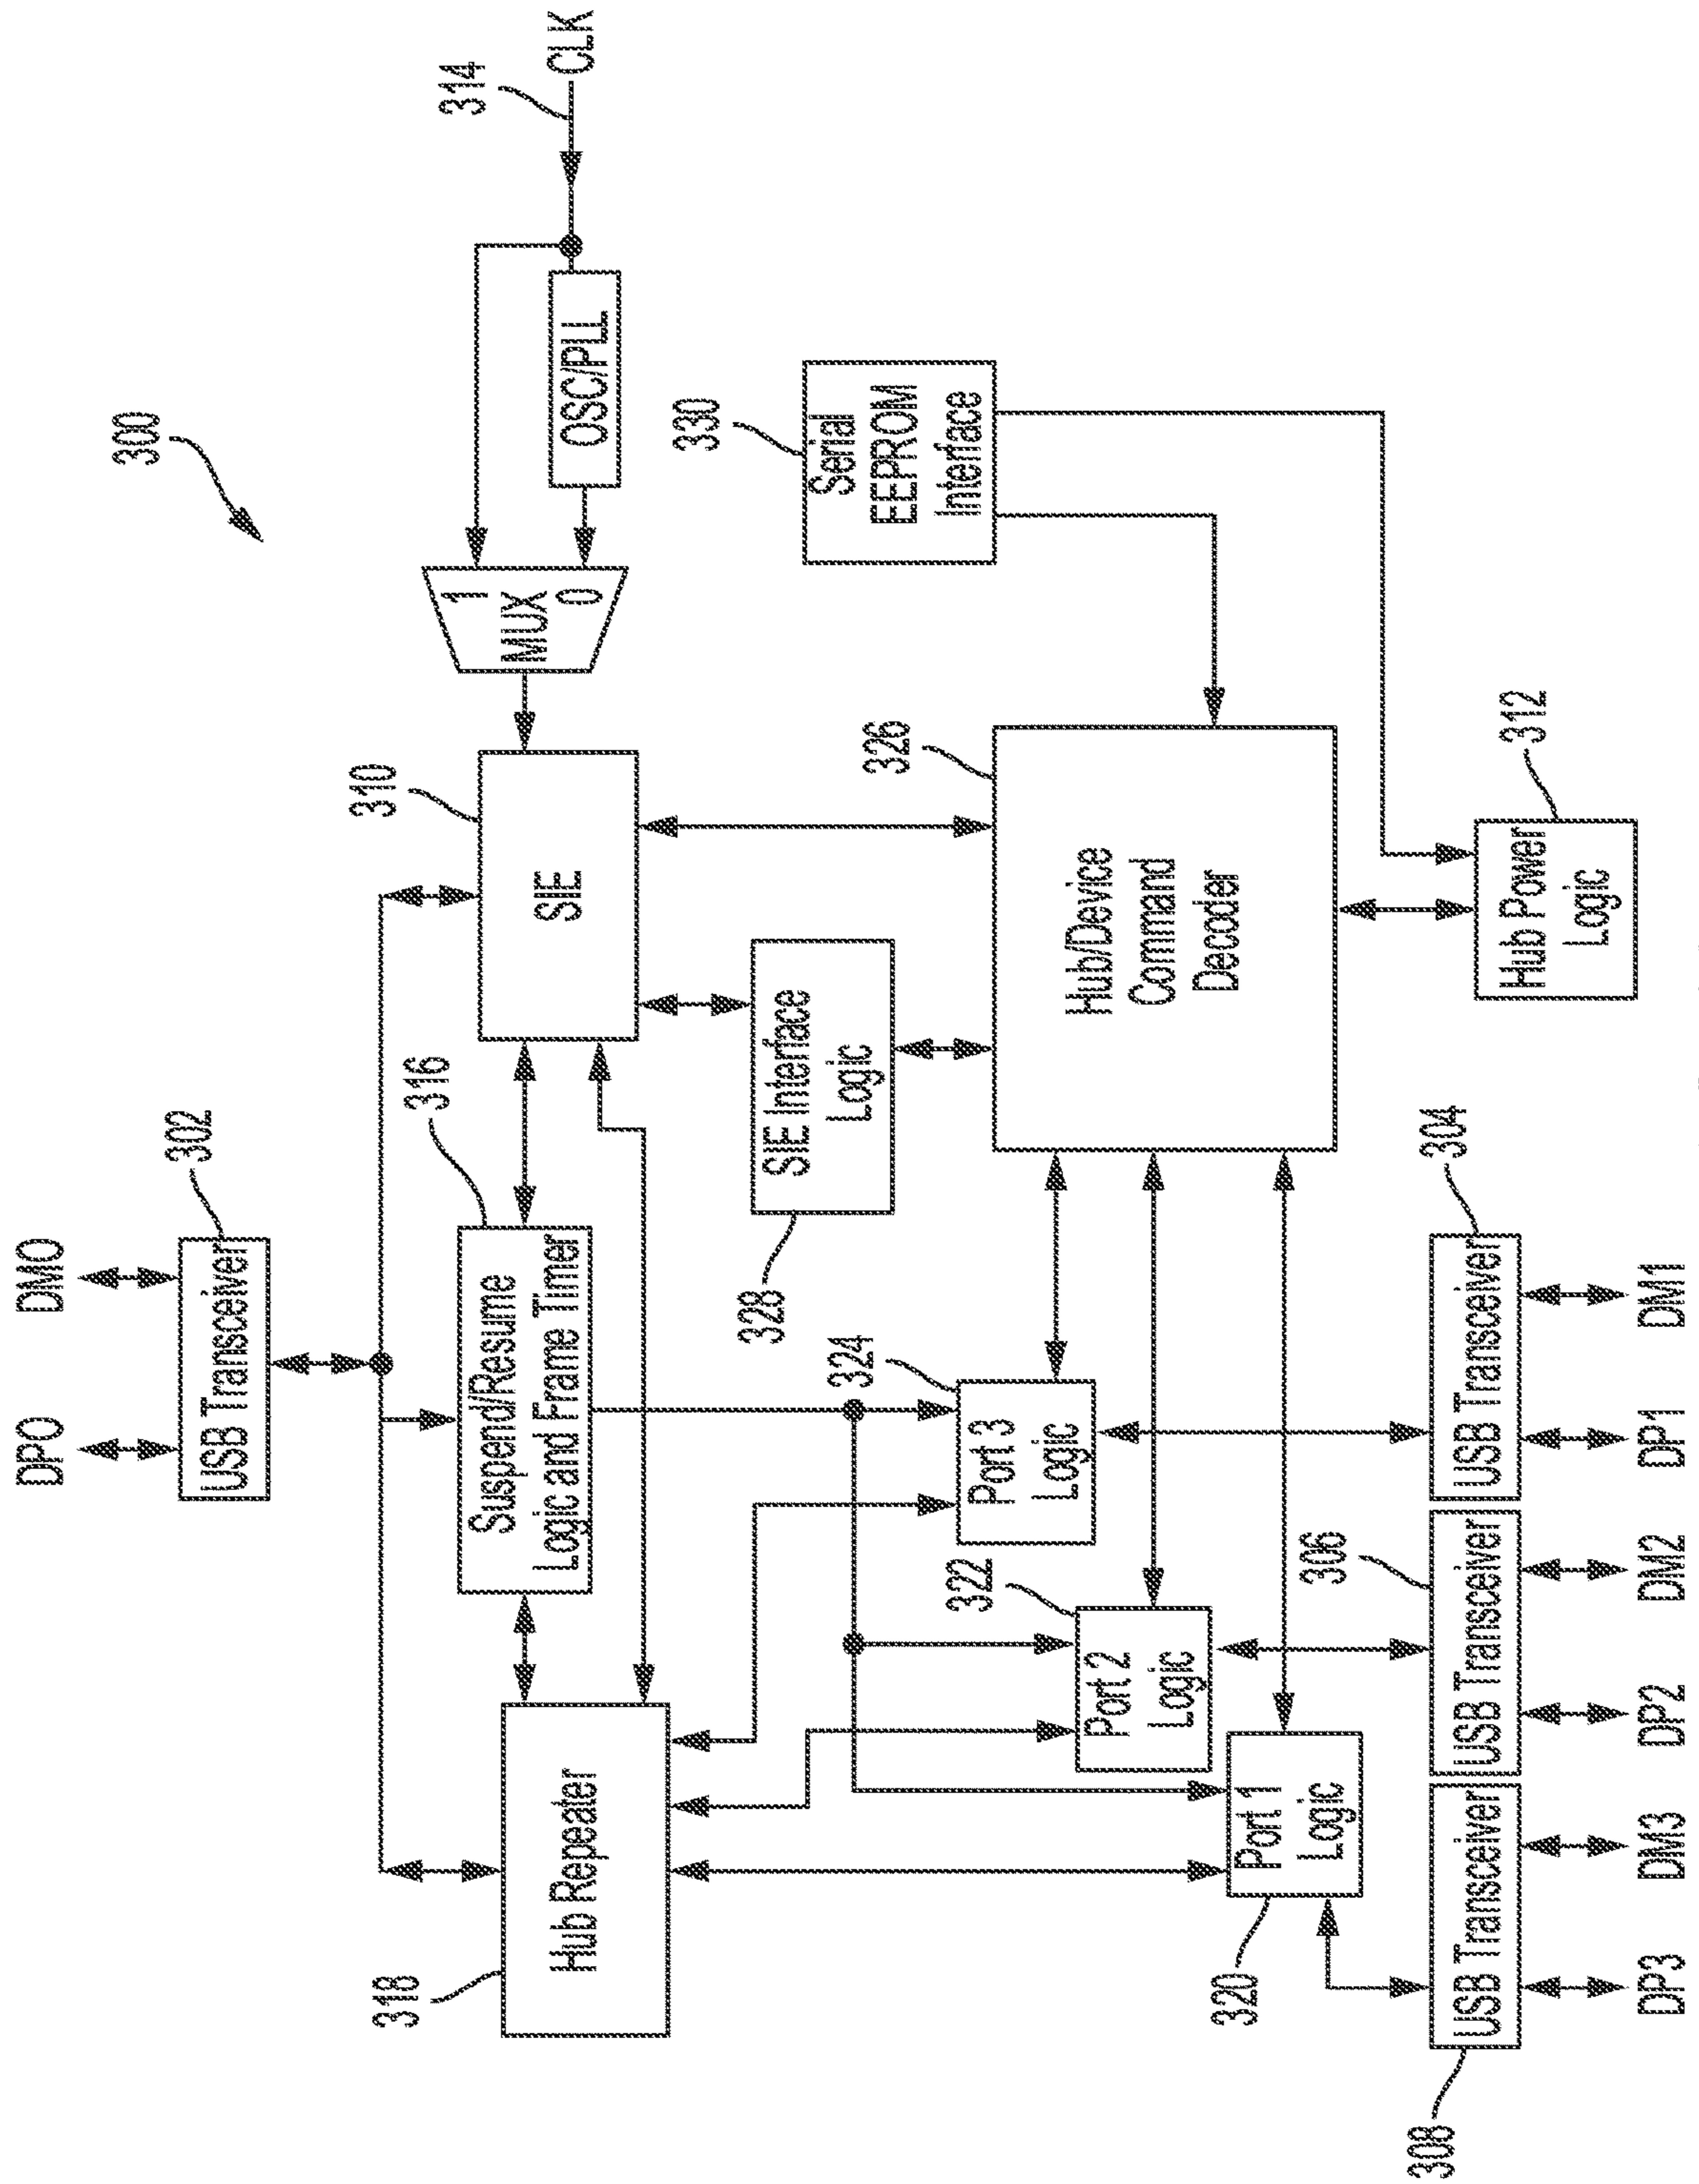 300
DPO
DMO
302
USB Transceiver
314
CLK
OSC/PLL
1
MUX
0
310
SIE
316
Suspend/Resume
Logic and Frame Timer
318
Hub Repeater
328
SIE Interface
Logic
330
Serial
EEPROM
Interface
326
Hub/Device
Command
Decoder
324
Port 3
Logic
322
Port 2
Logic
320
Port 1
Logic
312
Hub Power
Logic
308
USB Transceiver
306
USB Transceiver
304
USB Transceiver
DP3
DM3
DP2
DM2
DP1
DM1